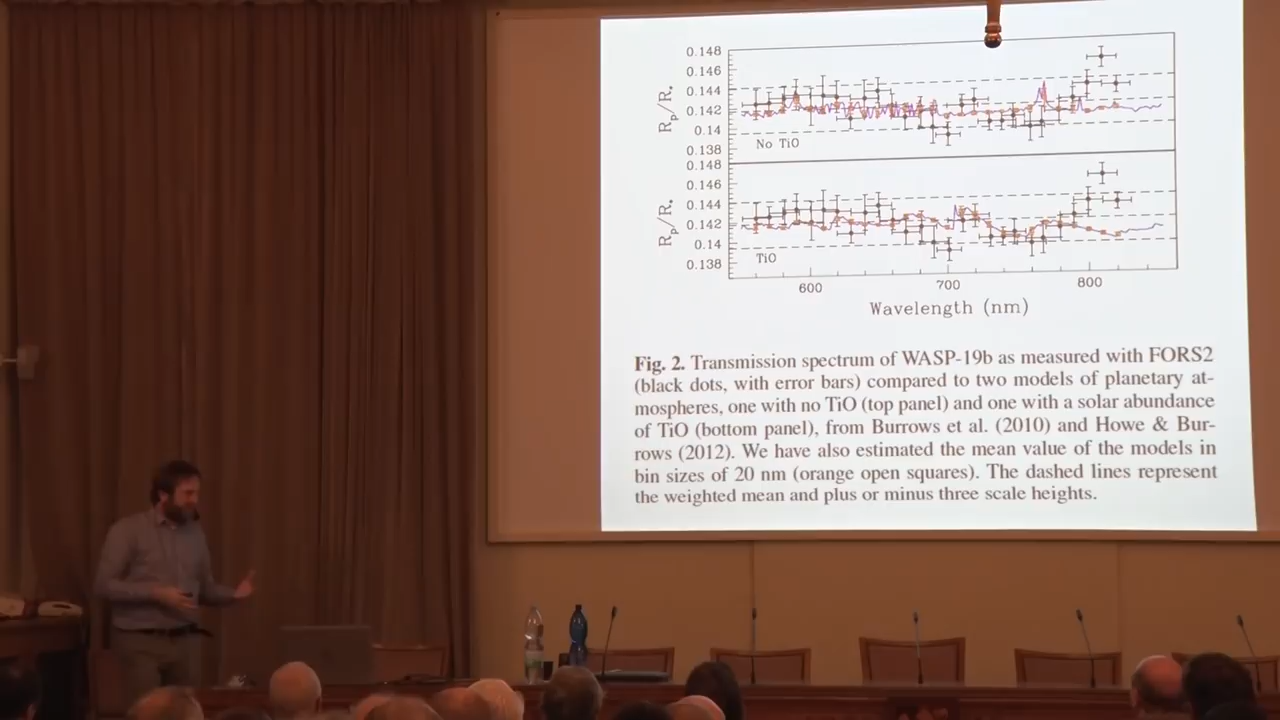 0.148
0.146
0.144
0.142
0.14
0.138
Rp/R*
No TiO
0.148
0.146
0.144
0.142
0.14
0.138
Rp/R*
TiO
600 700 800
Wavelength (nm)
Fig. 2. Transmission spectrum of WASP-19b as measured with FORS2
(black dots, with error bars) compared to two models of planetary at-
mospheres, one with no TiO (top panel) and one with a solar abundance
of TiO (bottom panel), from Burrows et al. (2010) and Howe & Bur-
rows (2012). We have also estimated the mean value of the models in
bin sizes of 20 nm (orange open squares). The dashed lines represent
the weighted mean and plus or minus three scale heights.